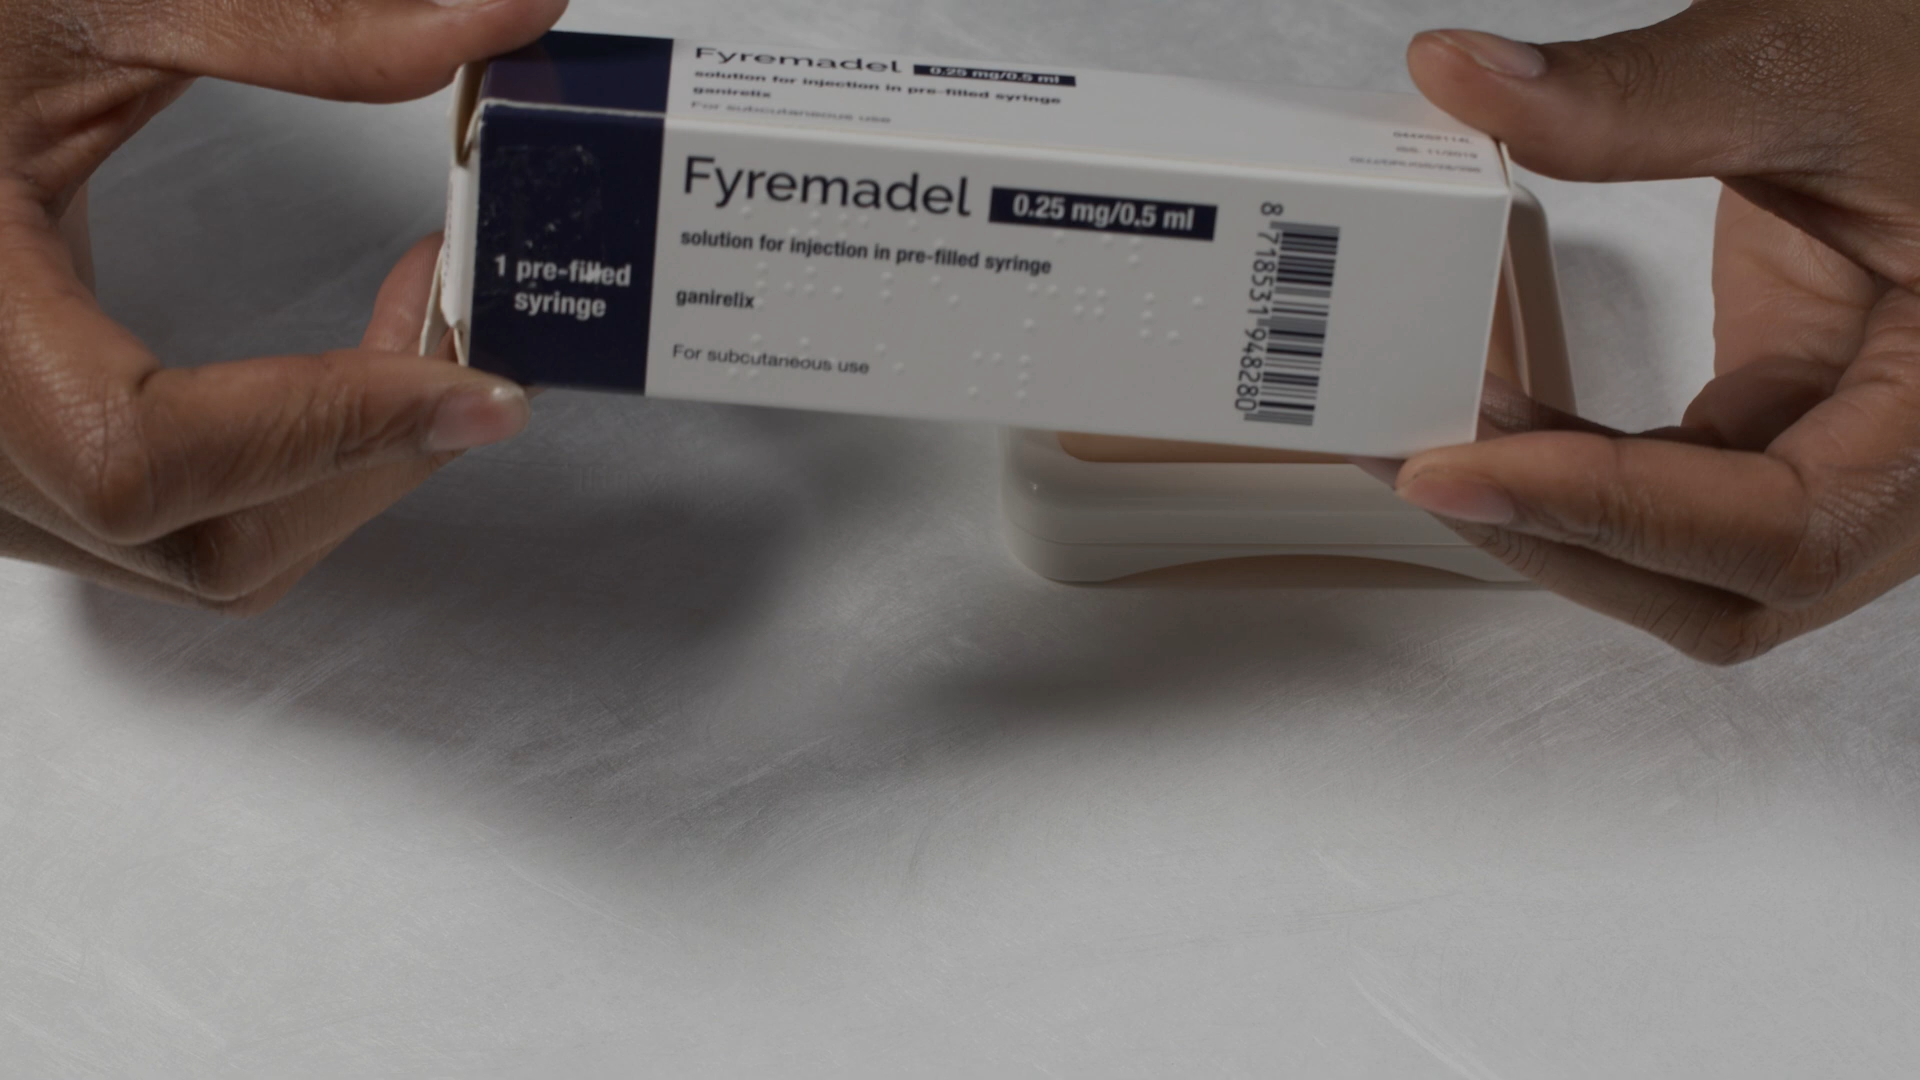 Fyremadel 0.25 mg/0.5 ml
solution for injection in pre-filled syringe
ganirelix
For subcutaneous use
1 pre-filled
syringe
Fyremadel 0.25 mg/0.5 ml
solution for injection in pre-filled syringe
ganirelix
For subcutaneous use
8 718531 948280